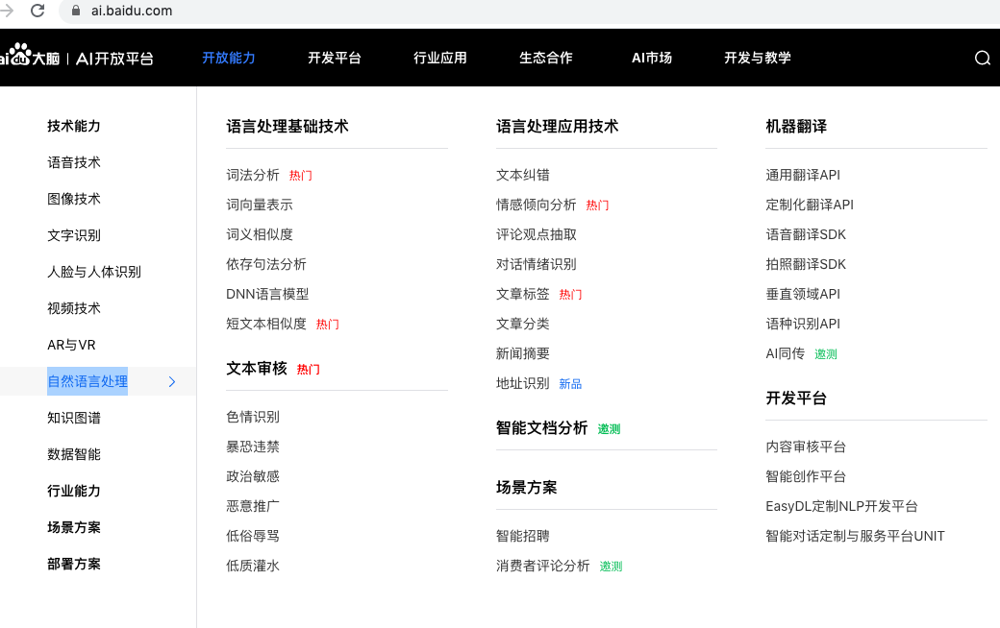 ai.baidu.com
Baidu大脑 | AI开放平台
开放能力
开发平台
行业应用
生态合作
AI市场
开发与教学
技术能力
语音技术
图像技术
文字识别
人脸与人体识别
视频技术
AR与VR
自然语言处理
知识图谱
数据智能
行业能力
场景方案
部署方案
语言处理基础技术
词法分析 热门
词向量表示
词义相似度
依存句法分析
DNN语言模型
短文本相似度 热门
文本审核 热门
色情识别
暴恐违禁
政治敏感
恶意推广
低俗辱骂
低质灌水
语言处理应用技术
文本纠错
情感倾向分析 热门
评论观点抽取
对话情绪识别
文章标签 热门
文章分类
新闻摘要
地址识别 新品
智能文档分析 邀测
场景方案
智能招聘
消费者评论分析 邀测
机器翻译
通用翻译API
定制化翻译API
语音翻译SDK
拍照翻译SDK
垂直领域API
语种识别API
AI同传 邀测
开发平台
内容审核平台
智能创作平台
EasyDL定制NLP开发平台
智能对话定制与服务平台UNIT